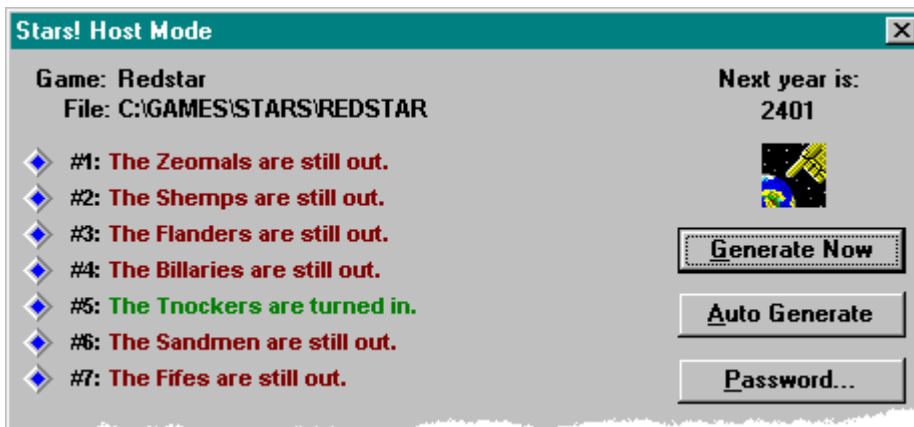 Stars! Host Mode
Game: Redstar
File: C:\GAMES\STARS\REDSTAR
Next year is:
2401
#1: The Zeomals are still out.
#2: The Shemps are still out.
#3: The Flanders are still out.
#4: The Billaries are still out.
#5: The Tnockers are turned in.
#6: The Sandmen are still out.
#7: The Fifes are still out.
Generate Now
Auto Generate
Password...